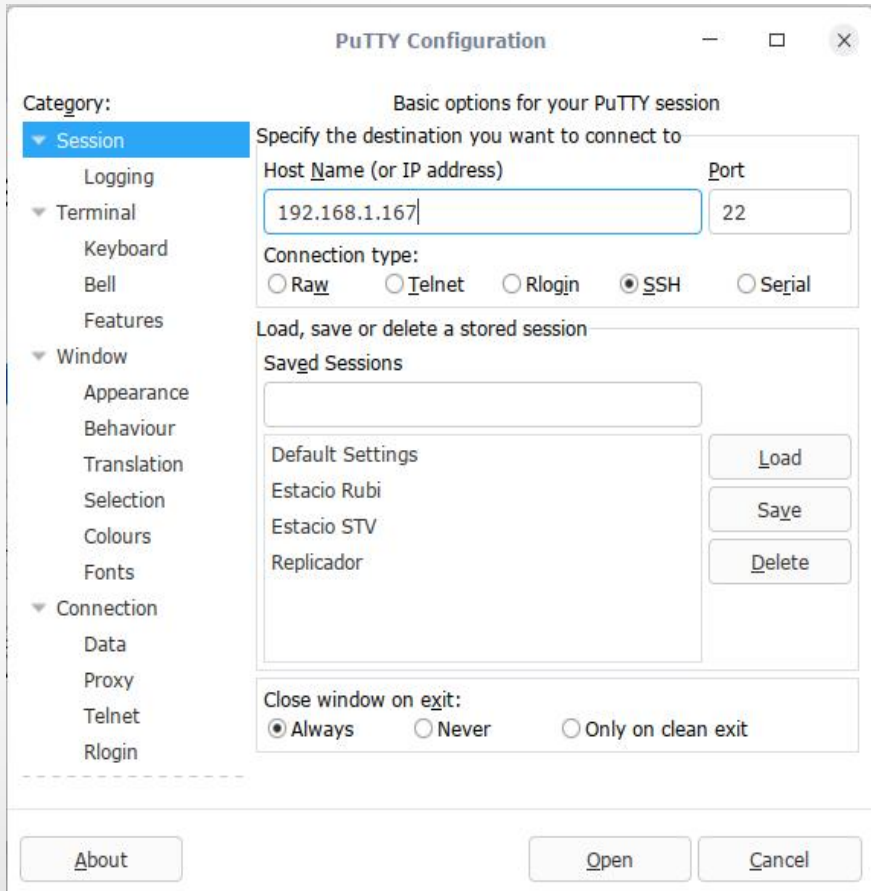 PuTTY Configuration
Category:
Session
Logging
Terminal
Keyboard
Bell
Features
Window
Appearance
Behaviour
Translation
Selection
Colours
Fonts
Connection
Data
Proxy
Telnet
Rlogin
Basic options for your PuTTY session
Specify the destination you want to connect to
Host Name (or IP address) Port
192.168.1.167 22
Connection type:
Raw Telnet Rlogin SSH Serial
Load, save or delete a stored session
Saved Sessions
Default Settings
Estacio Rubi
Estacio STV
Replicador
Load
Save
Delete
Close window on exit:
Always Never Only on clean exit
About Open Cancel